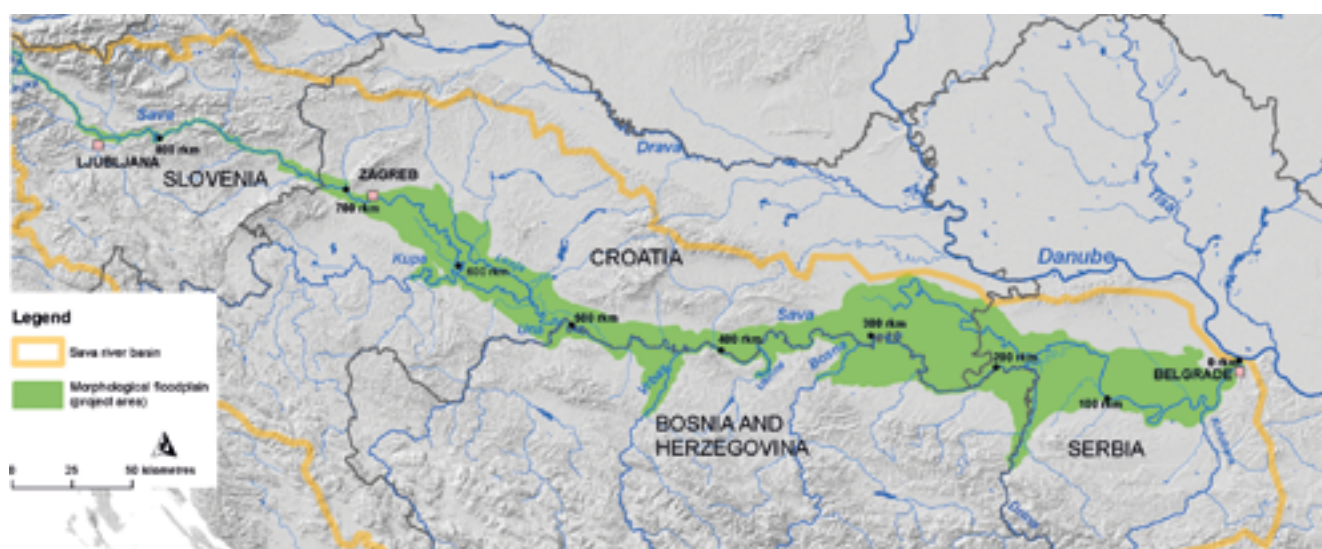 Sava
800 rkm
LJUBLJANA
SLOVENIA
ZAGREB
700 rkm
Drava
Tisa
Danube
Kupa
600 rkm
CROATIA
Una
500 rkm
Sava
400 rkm
300 rkm
200 rkm
0 rkm
BELGRADE
100 rkm
Vrbas
BOSNIA AND
HERZEGOVINA
SERBIA
Legend
Sava river basin
Morphological floodplain
(project area)
0 25 50 kilometres